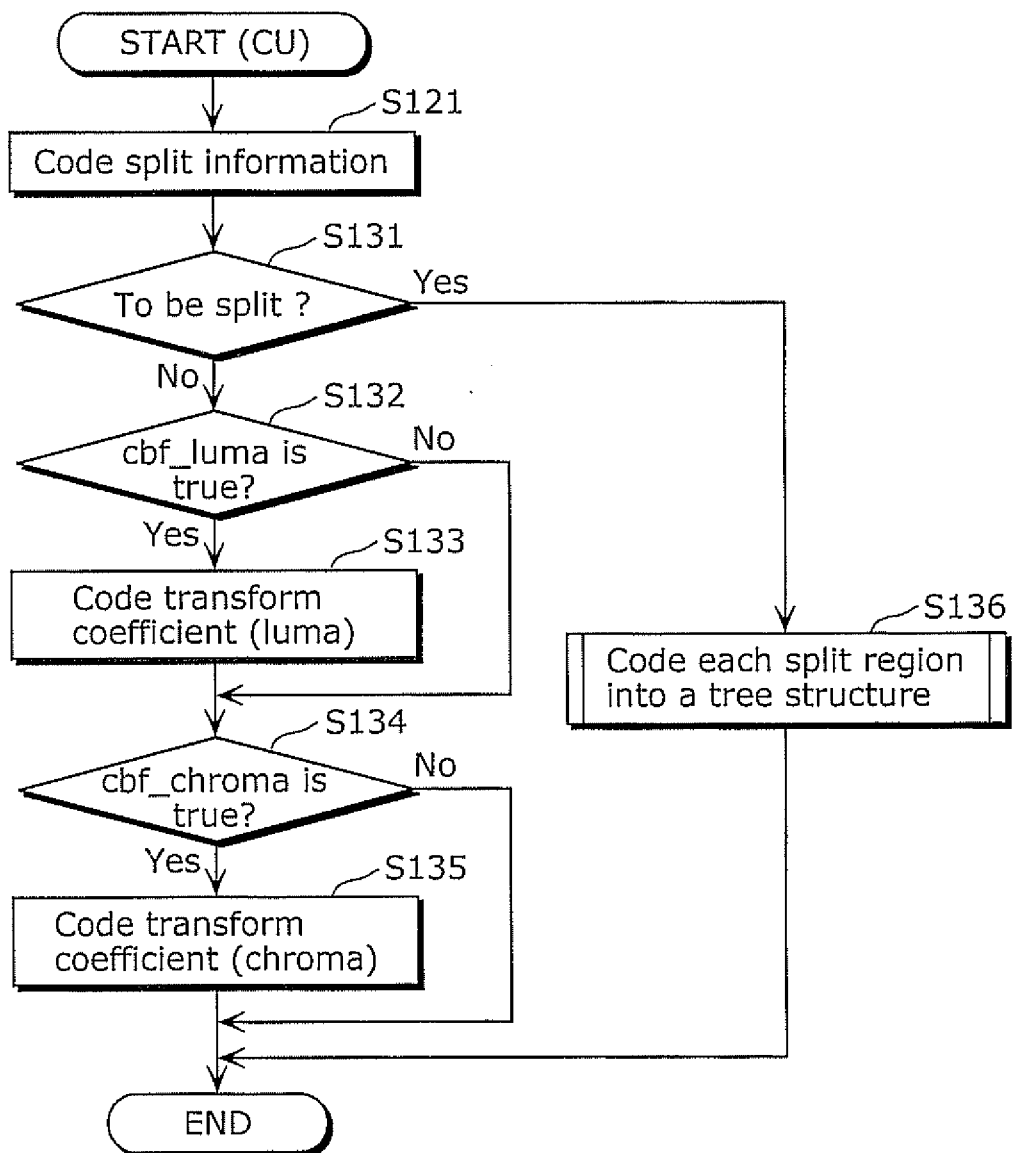 START (CU)
S121
Code split information
S131
To be split ?
Yes
No
S132
cbf_luma is
true?
No
Yes
S133
Code transform
coefficient (luma)
S136
Code each split region
into a tree structure
S134
cbf_chroma is
true?
No
Yes
S135
Code transform
coefficient (chroma)
END